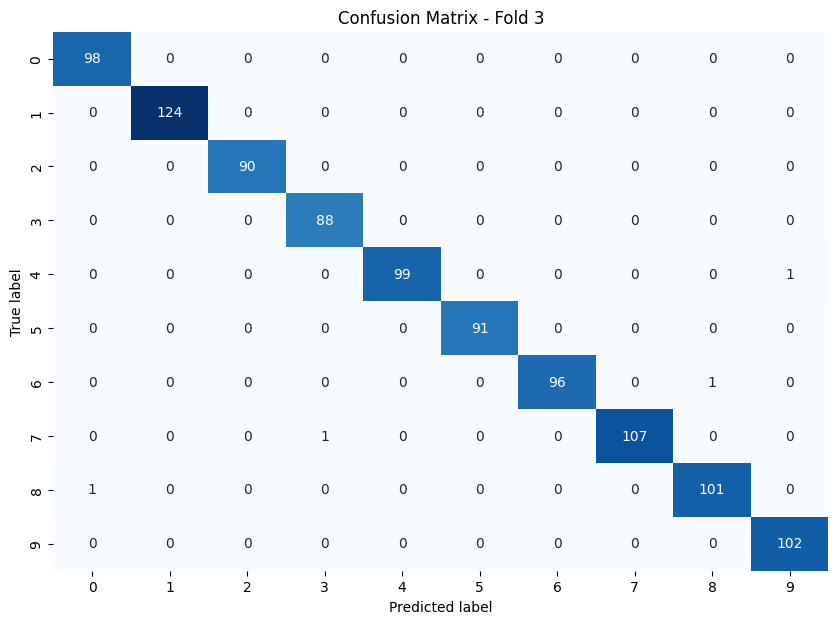 Confusion Matrix - Fold 3
0 98 0 0 0 0 0 0 0 0 0
1 0 124 0 0 0 0 0 0 0 0
2 0 0 90 0 0 0 0 0 0 0
3 0 0 0 88 0 0 0 0 0 0
4 0 0 0 0 99 0 0 0 0 1
True label
5 0 0 0 0 0 91 0 0 0 0
6 0 0 0 0 0 0 96 0 1 0
7 0 0 0 1 0 0 0 107 0 0
8 1 0 0 0 0 0 0 0 101 0
9 0 0 0 0 0 0 0 0 0 102
0 1 2 3 4 5 6 7 8 9
Predicted label